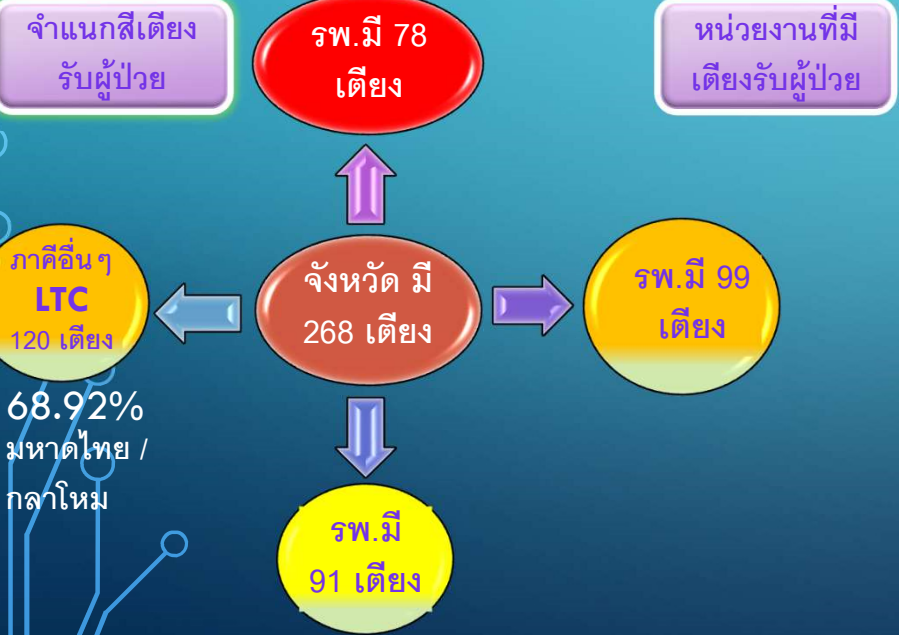 จำแนกสีเตียง
รับผู้ป่วย
รพ.มี 78
เตียง
หน่วยงานที่มี
เตียงรับผู้ป่วย
ภาคีอื่น ๆ
LTC
120 เตียง
จังหวัด มี
268 เตียง
รพ.มี 99
เตียง
68.92%
มหาดไทย /
กลาโหม
รพ.มี
91 เตียง